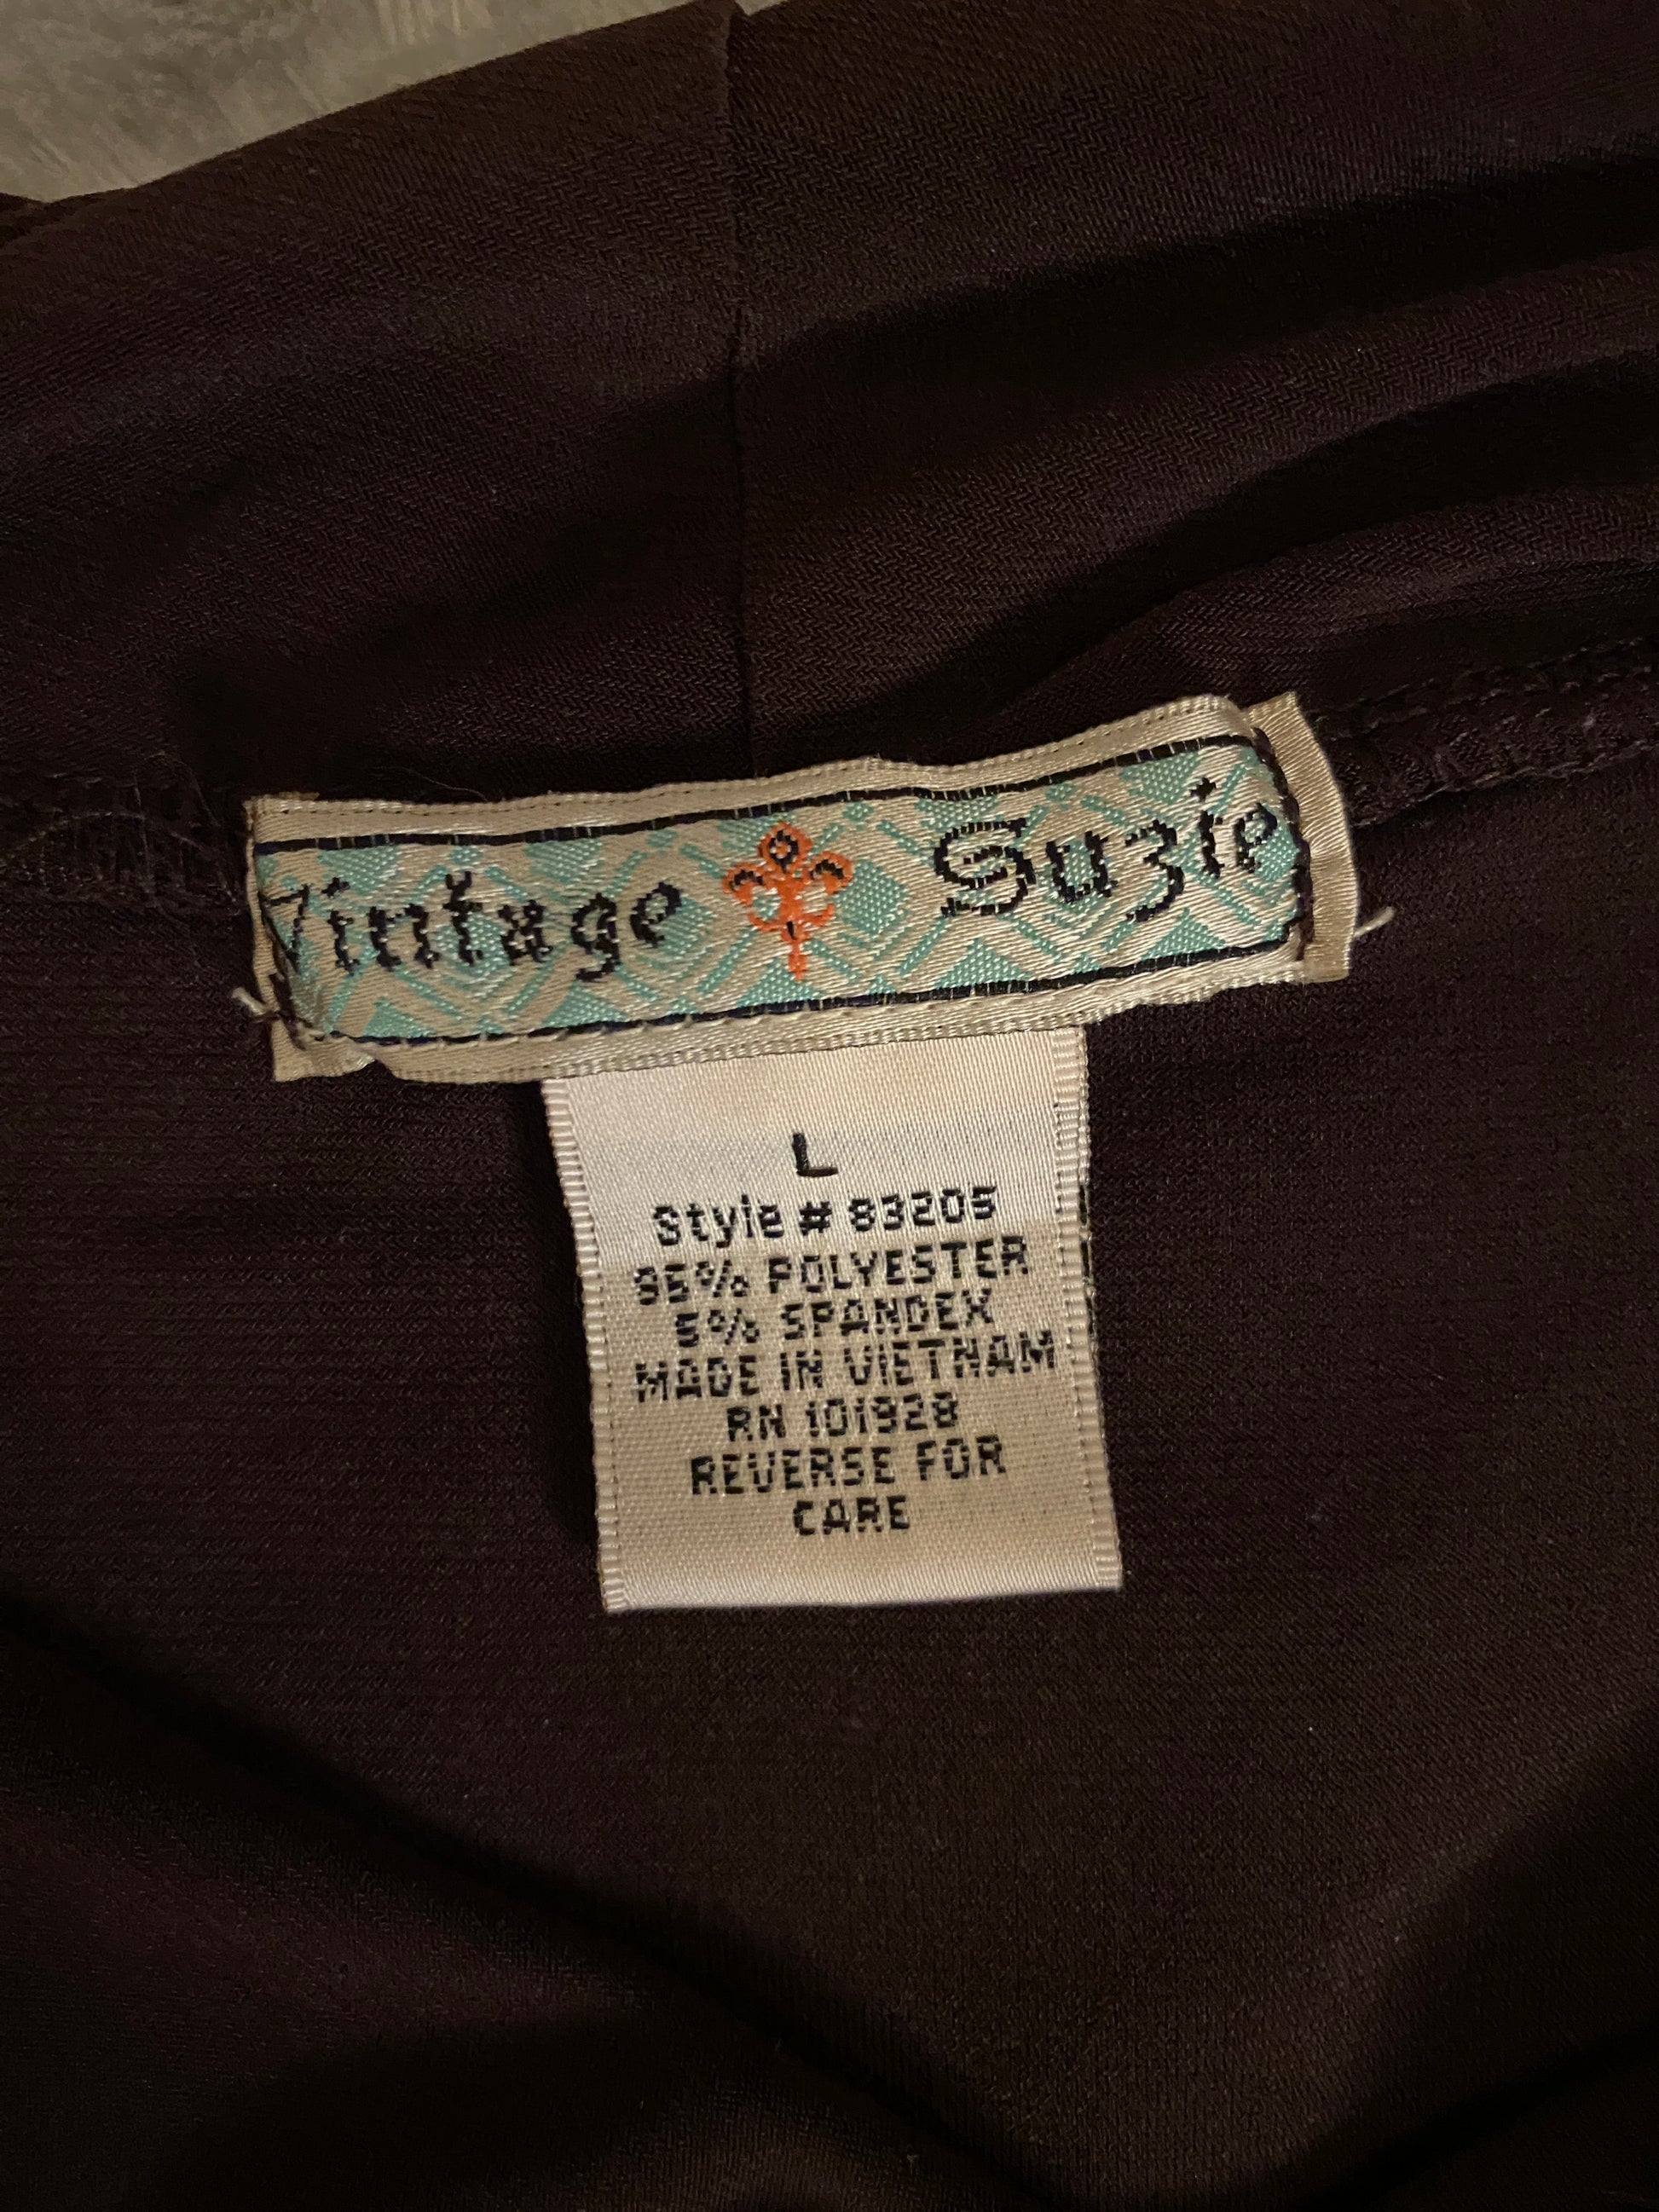 Vintage Suzie
L
Style # 83205
95% POLYESTER
5% SPANDEX
MADE IN VIETNAM
RN 101928
REVERSE FOR
CARE